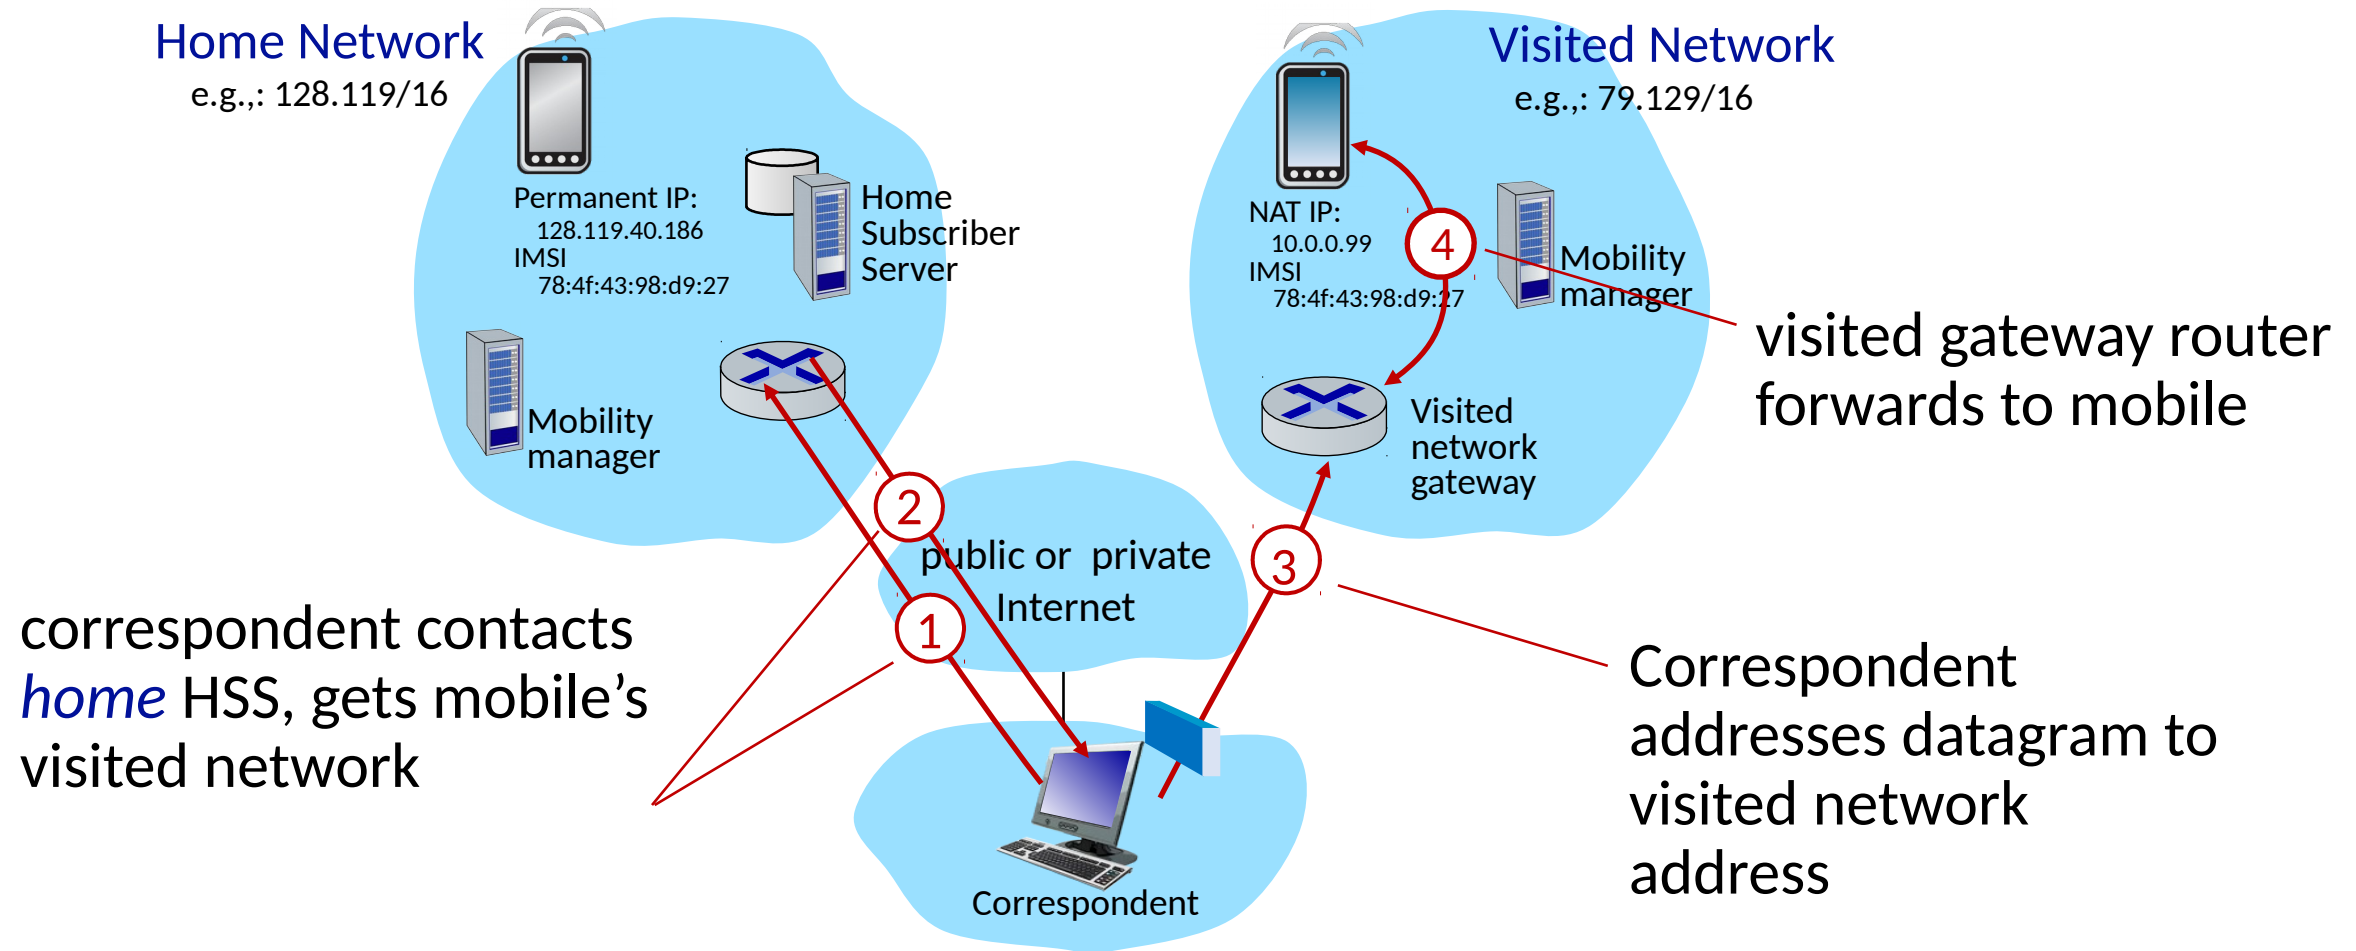 Home Network
e.g.,: 128.119/16
Permanent IP:
128.119.40.186
IMSI
78:4f:43:98:d9:27
Home
Subscriber
Server
Mobility
manager
Visited Network
e.g.,: 79.129/16
NAT IP:
10.0.0.99
IMSI
78:4f:43:98:d9:27
4
Mobility
manager
Visited
network
gateway
visited gateway router
forwards to mobile
2
public or private
Internet
3
1
correspondent contacts
home HSS, gets mobile’s
visited network
Correspondent
addresses datagram to
visited network
address
Correspondent